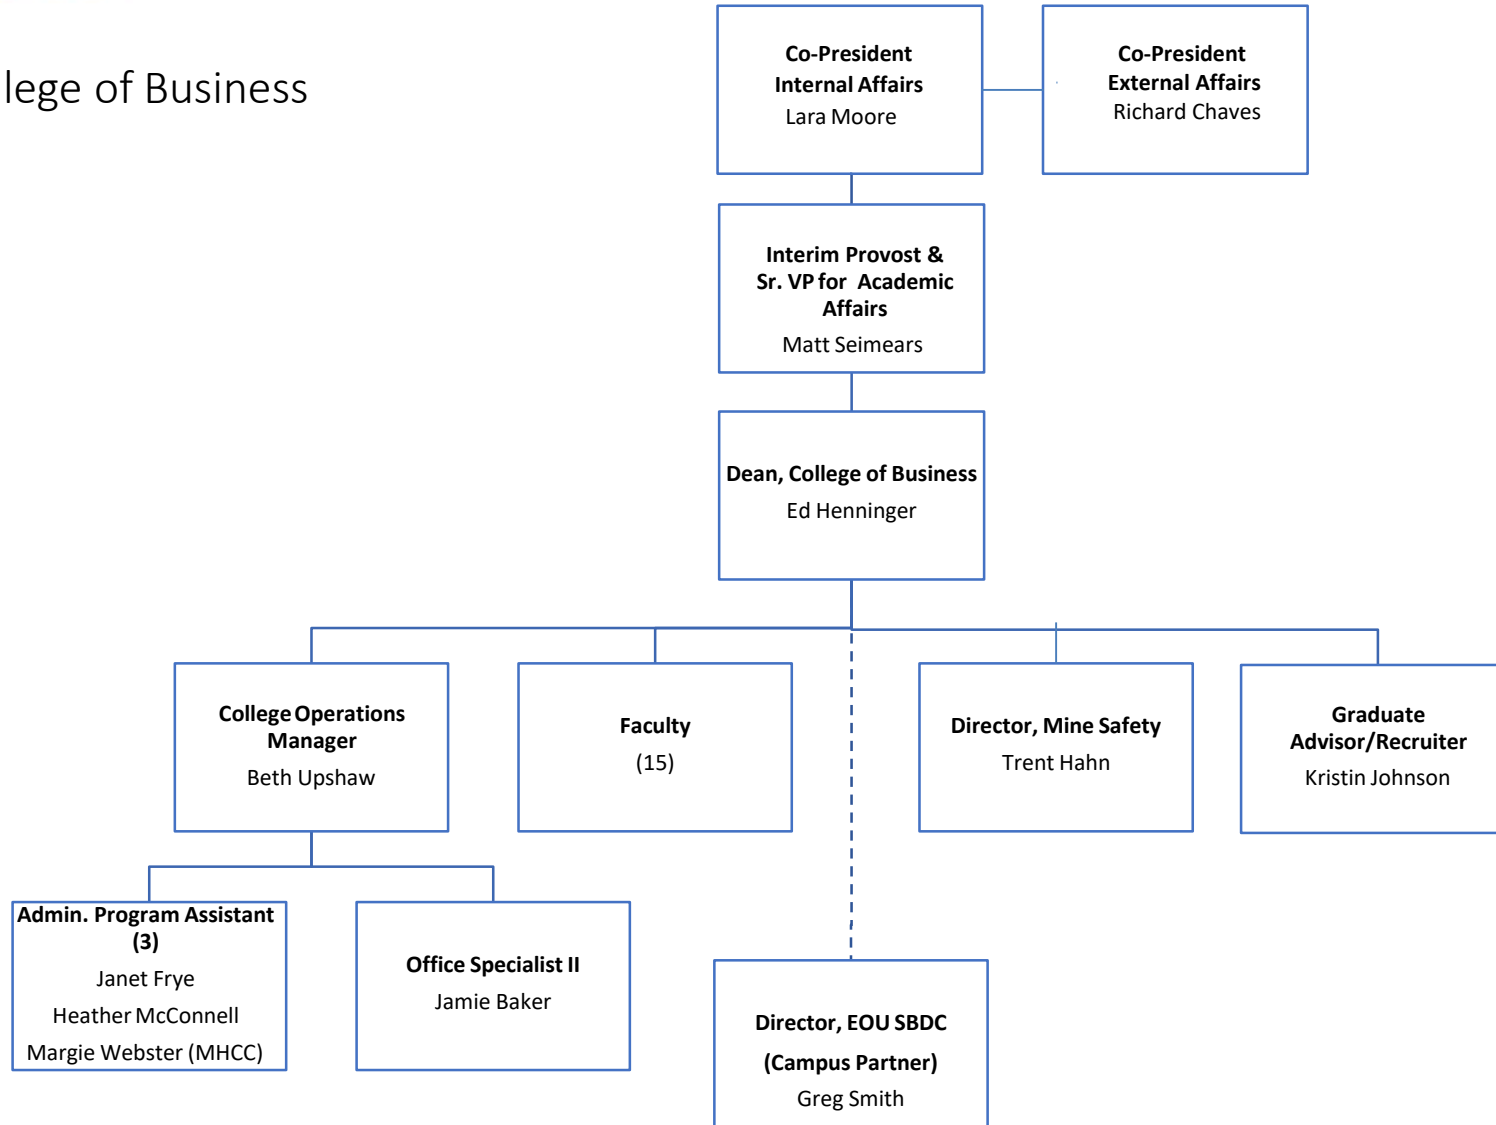 lege of Business
Co-President
Internal Affairs
Lara Moore
Co-President
External Affairs
Richard Chaves
Interim Provost &
Sr. VP for Academic
Affairs
Matt Seimears
Dean, College of Business
Ed Henninger
College Operations
Manager
Beth Upshaw
Faculty
(15)
Director, Mine Safety
Trent Hahn
Graduate
Advisor/Recruiter
Kristin Johnson
Admin. Program Assistant
(3)
Janet Frye
Heather McConnell
Margie Webster (MHCC)
Office Specialist II
Jamie Baker
Director, EOU SBDC
(Campus Partner)
Greg Smith